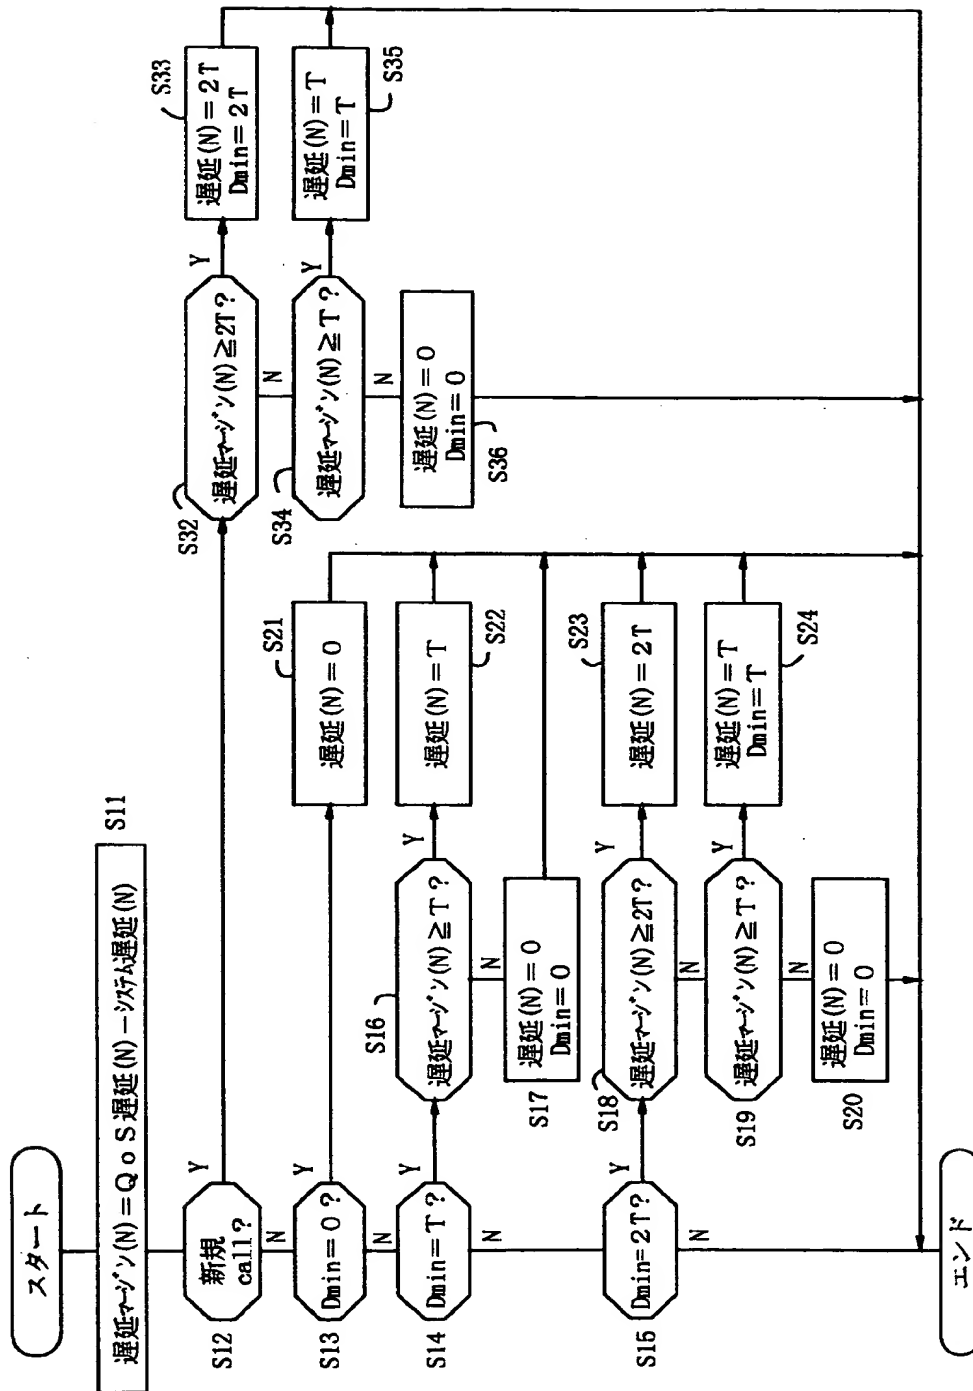 スタート
遅延マージン(N)=QoS遅延(N)－システム遅延(N)
S11
新規
call?
S12
Y
N
遅延マージン(N)≧2T?
S32
Y
N
遅延(N)=2T
Dmin=2T
S33
遅延マージン(N)≧T?
S34
Y
N
遅延(N)=T
Dmin=T
S35
遅延(N)=0
Dmin=0
S36
Dmin=0?
S13
Y
N
遅延(N)=0
S21
Dmin=T?
S14
Y
N
遅延マージン(N)≧T?
S16
Y
N
遅延(N)=T
S22
遅延(N)=0
Dmin=0
S17
Dmin=2T?
S15
Y
N
遅延マージン(N)≧2T?
S18
Y
N
遅延(N)=2T
S23
遅延マージン(N)≧T?
S19
Y
N
遅延(N)=T
Dmin=T
S24
遅延(N)=0
Dmin=0
S20
エンド